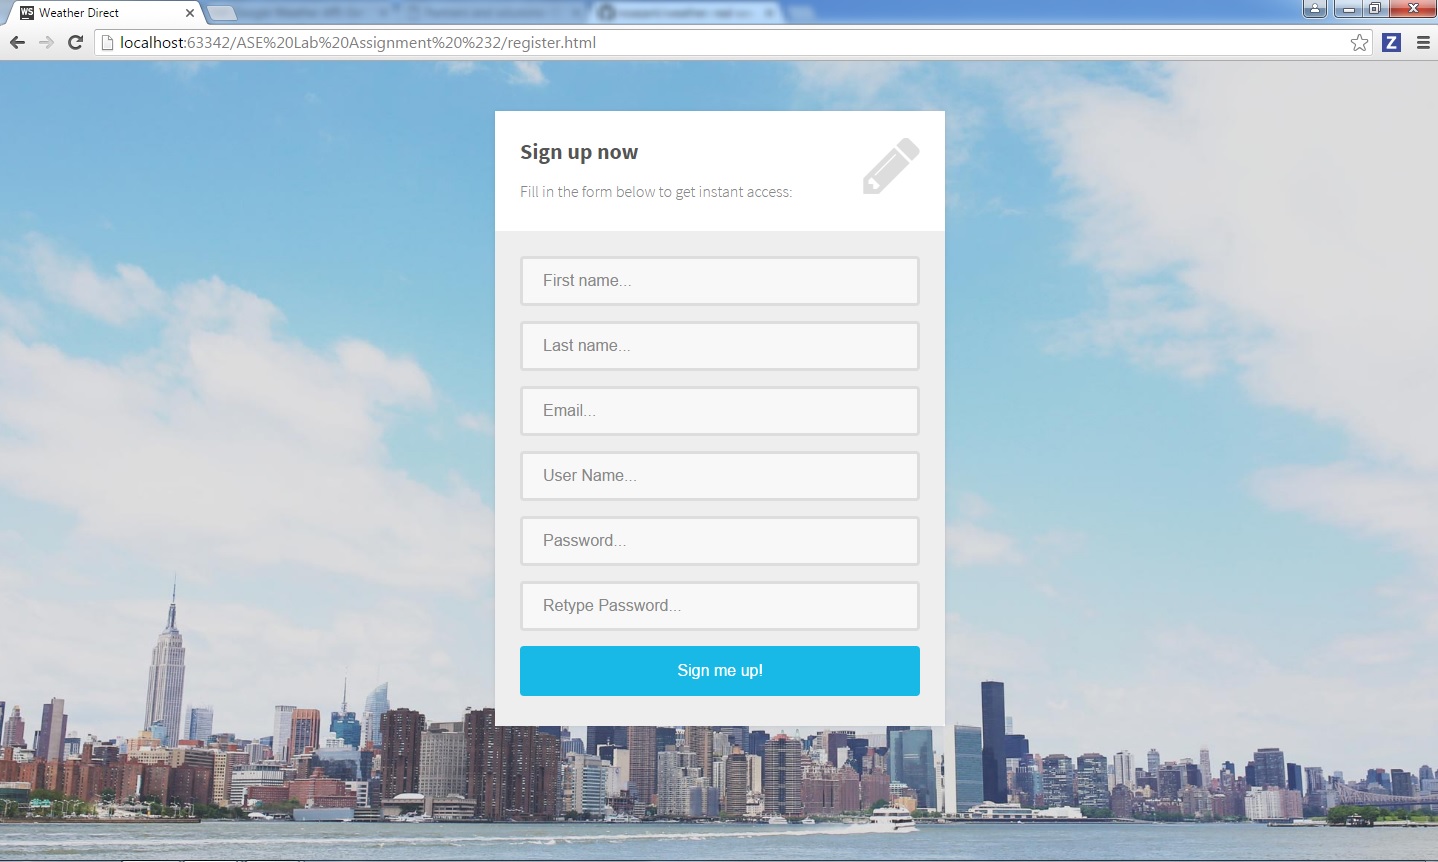 WS Weather Direct
localhost:63342/ASE%20Lab%20Assignment%20%232/register.html
Z
Sign up now
Fill in the form below to get instant access:
First name...
Last name...
Email...
User Name...
Password...
Retype Password...
Sign me up!